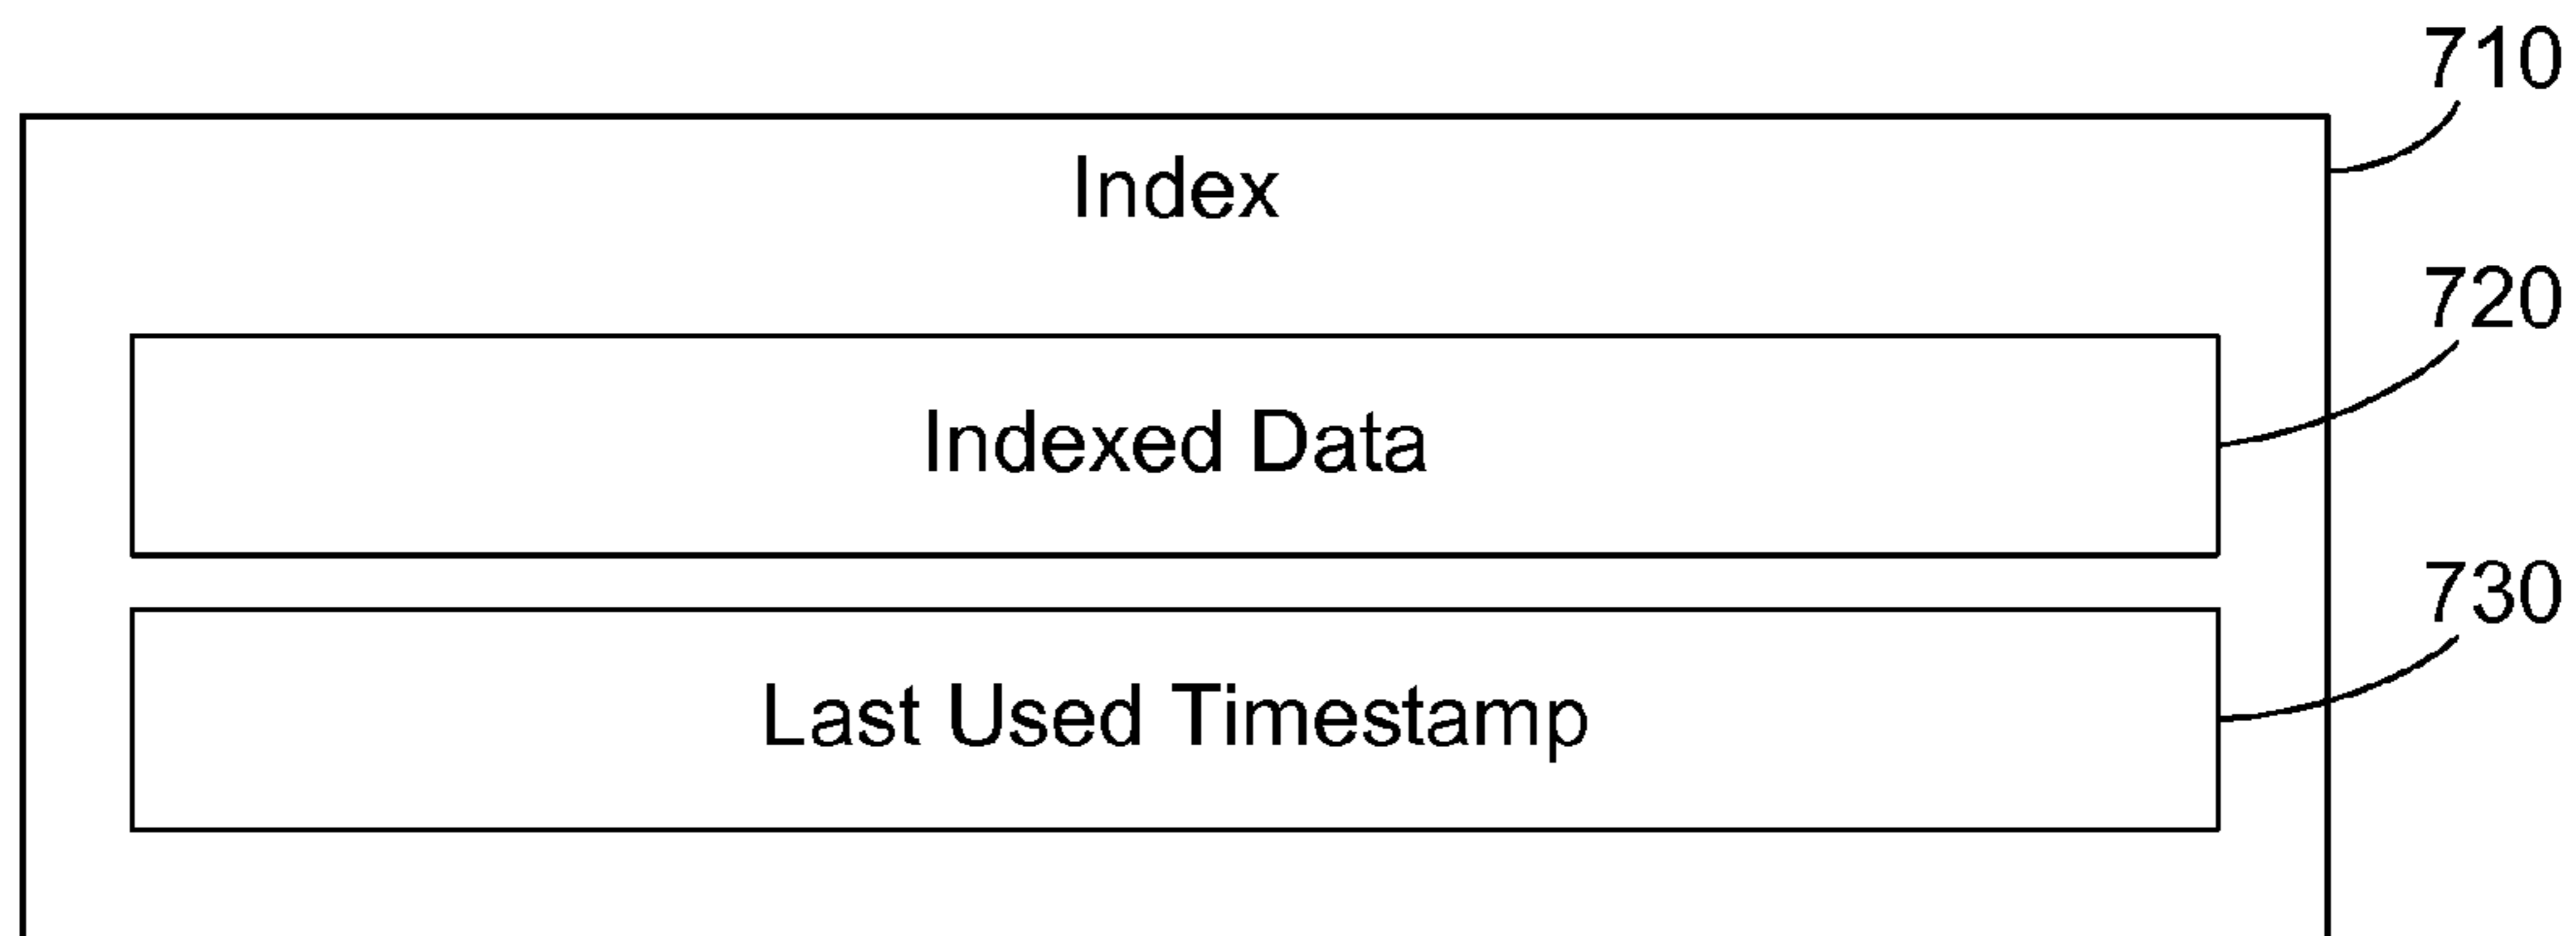 710
Index
720
Indexed Data
730
Last Used Timestamp